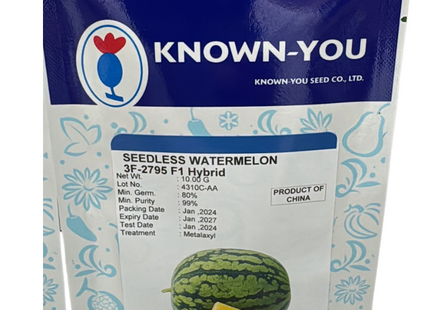 KNOWN-YOU
KNOWN-YOU SEED CO., LTD.
SEEDLESS WATERMELON
3F-2795 F1 Hybrid
Net Wt. : 10.00 G
Lot No. : 4310C-AA
Min. Germ. : 80%
Min. Purity : 99%
Packing Date : Jan ,2024
Expiry Date : Jan ,2027
Test Date : Jan ,2024
Treatment : Metalaxyl
PRODUCT OF
CHINA